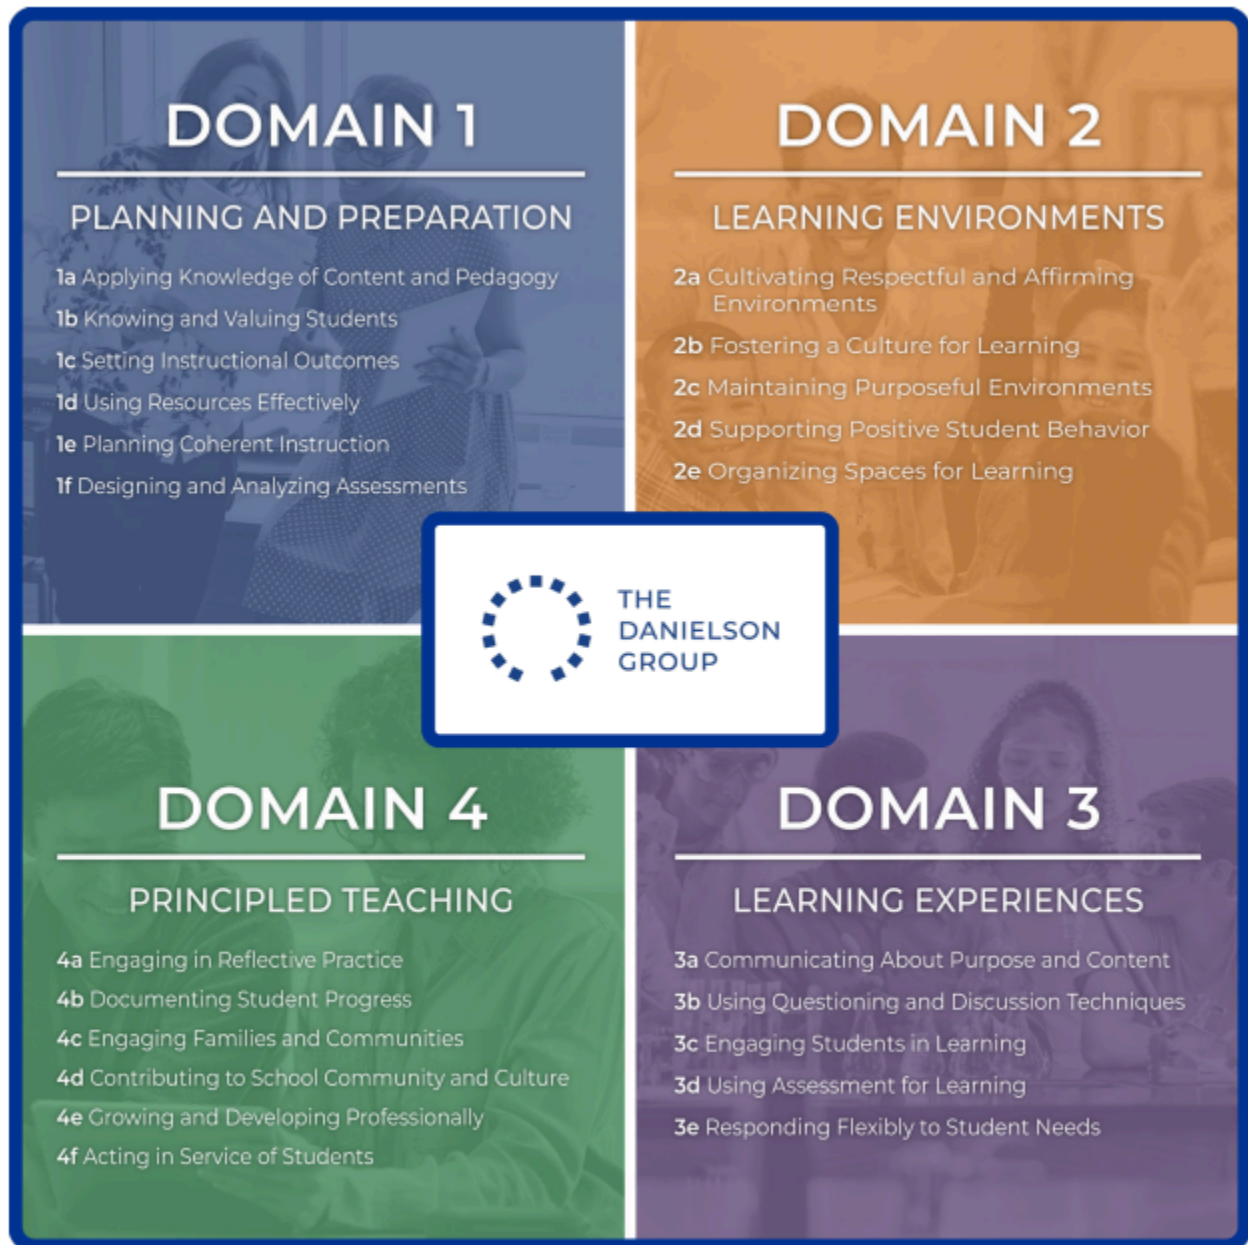 DOMAIN 1
PLANNING AND PREPARATION
1a Applying Knowledge of Content and Pedagogy
1b Knowing and Valuing Students
1c Setting Instructional Outcomes
1d Using Resources Effectively
1e Planning Coherent Instruction
1f Designing and Analyzing Assessments
DOMAIN 2
LEARNING ENVIRONMENTS
2a Cultivating Respectful and Affirming
Environments
2b Fostering a Culture for Learning
2c Maintaining Purposeful Environments
2d Supporting Positive Student Behavior
2e Organizing Spaces for Learning
THE
DANIELSON
GROUP
DOMAIN 4
PRINCIPLED TEACHING
4a Engaging in Reflective Practice
4b Documenting Student Progress
4c Engaging Families and Communities
4d Contributing to School Community and Culture
4e Growing and Developing Professionally
4f Acting in Service of Students
DOMAIN 3
LEARNING EXPERIENCES
3a Communicating About Purpose and Content
3b Using Questioning and Discussion Techniques
3c Engaging Students in Learning
3d Using Assessment for Learning
3e Responding Flexibly to Student Needs